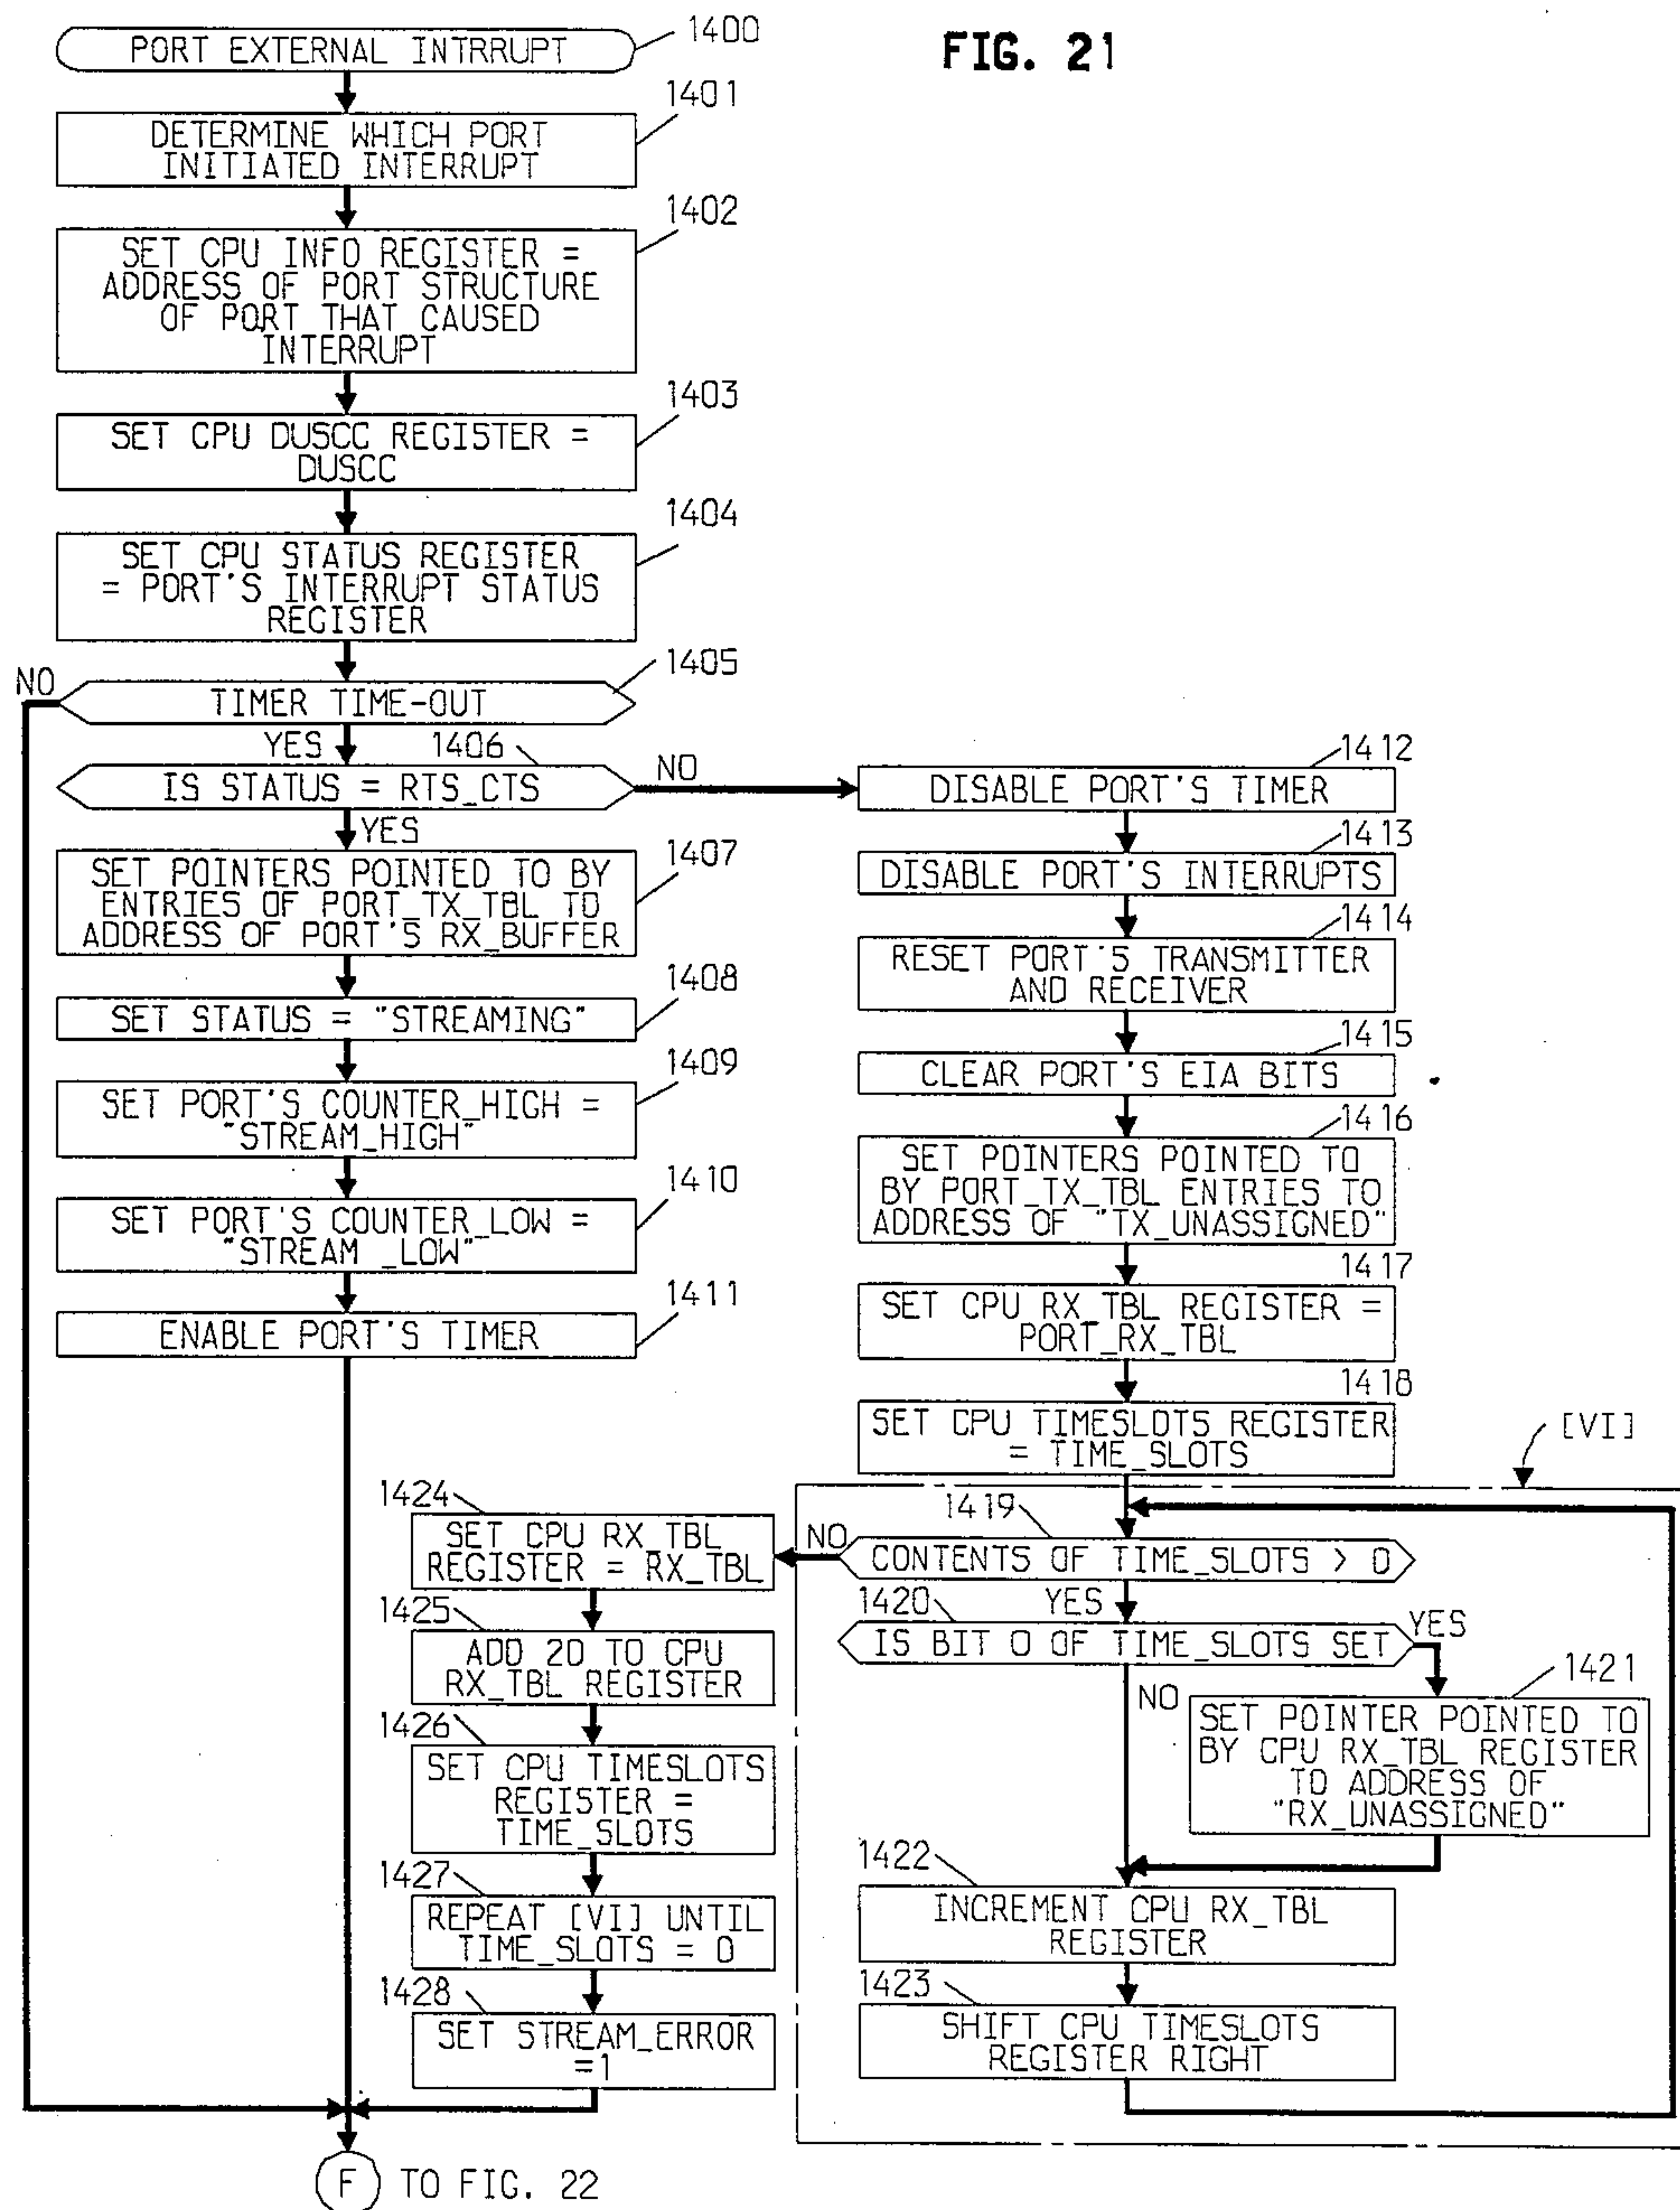 FIG. 21
PORT EXTERNAL INTRRUPT
1400
1401
DETERMINE WHICH PORT
INITIATED INTERRUPT
1402
SET CPU INFO REGISTER =
ADDRESS OF PORT STRUCTURE
OF PORT THAT CAUSED
INTERRUPT
1403
SET CPU DUSCC REGISTER =
DUSCC
1404
SET CPU STATUS REGISTER
= PORT'S INTERRUPT STATUS
REGISTER
1405
NO
TIMER TIME-OUT
YES
1406
IS STATUS = RTS_CTS
NO
YES
1407
SET POINTERS POINTED TO BY
ENTRIES OF PORT_TX_TBL TO
ADDRESS OF PORT'S RX_BUFFER
1408
SET STATUS = "STREAMING"
1409
SET PORT'S COUNTER_HIGH =
"STREAM_HIGH"
1410
SET PORT'S COUNTER_LOW =
"STREAM _LOW"
1411
ENABLE PORT'S TIMER
1412
DISABLE PORT'S TIMER
1413
DISABLE PORT'S INTERRUPTS
1414
RESET PORT'S TRANSMITTER
AND RECEIVER
1415
CLEAR PORT'S EIA BITS
1416
SET POINTERS POINTED TO
BY PORT_TX_TBL ENTRIES TO
ADDRESS OF "TX_UNASSIGNED"
1417
SET CPU RX_TBL REGISTER =
PORT_RX_TBL
1418
SET CPU TIMESLOTS REGISTER
= TIME_SLOTS
[VI]
1419
NO
CONTENTS OF TIME_SLOTS > 0
1420
YES
IS BIT 0 OF TIME_SLOTS SET
YES
NO
1421
SET POINTER POINTED TO
BY CPU RX_TBL REGISTER
TO ADDRESS OF
"RX_UNASSIGNED"
1422
INCREMENT CPU RX_TBL
REGISTER
1423
SHIFT CPU TIMESLOTS
REGISTER RIGHT
1424
SET CPU RX_TBL
REGISTER = RX_TBL
1425
ADD 20 TO CPU
RX_TBL REGISTER
1426
SET CPU TIMESLOTS
REGISTER =
TIME_SLOTS
1427
REPEAT [VI] UNTIL
TIME_SLOTS = 0
1428
SET STREAM_ERROR
=1
F TO FIG. 22